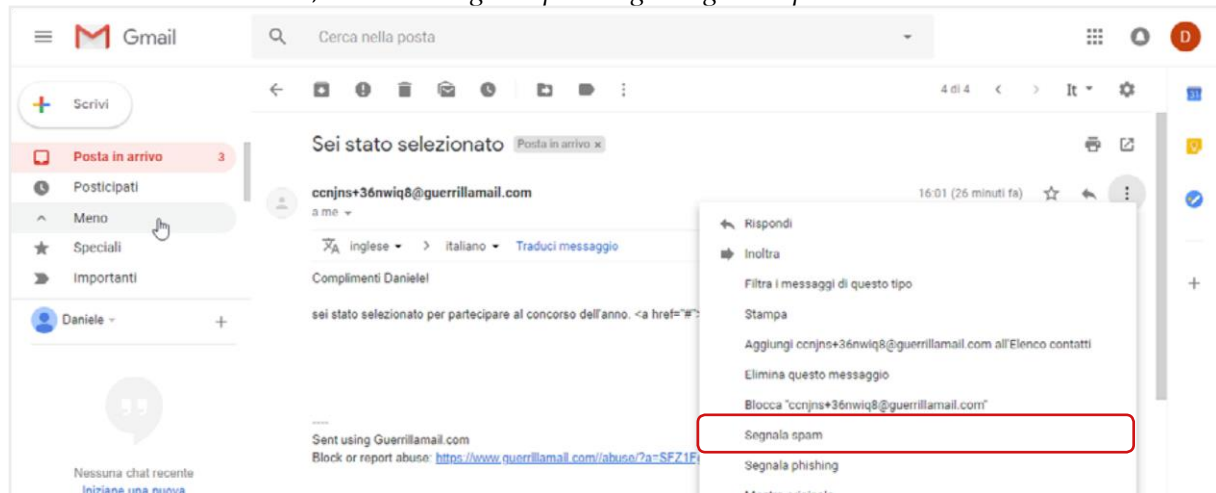 Gmail
Cerca nella posta
D
Scrivi
4 di 4
It
31
Posta in arrivo 3
Posticipati
Meno
Speciali
Importanti
Daniele
Nessuna chat recente
Iniziane una nuova
Sei stato selezionato Posta in arrivo x
ccnjns+36nwiq8@guerrillamail.com 16:01 (26 minuti fa)
a me
inglese > italiano Traduci messaggio
Complimenti Daniele!
sei stato selezionato per partecipare al concorso dell'anno. <a href="#">
----
Sent using Guerrillamail.com
Block or report abuse: https://www.guerrillamail.com//abuse/?a=SFZ1F
Rispondi
Inoltra
Filtra i messaggi di questo tipo
Stampa
Aggiungi ccnjns+36nwiq8@guerrillamail.com all'Elenco contatti
Elimina questo messaggio
Blocca "ccnjns+36nwiq8@guerrillamail.com"
Segnala spam
Segnala phishing